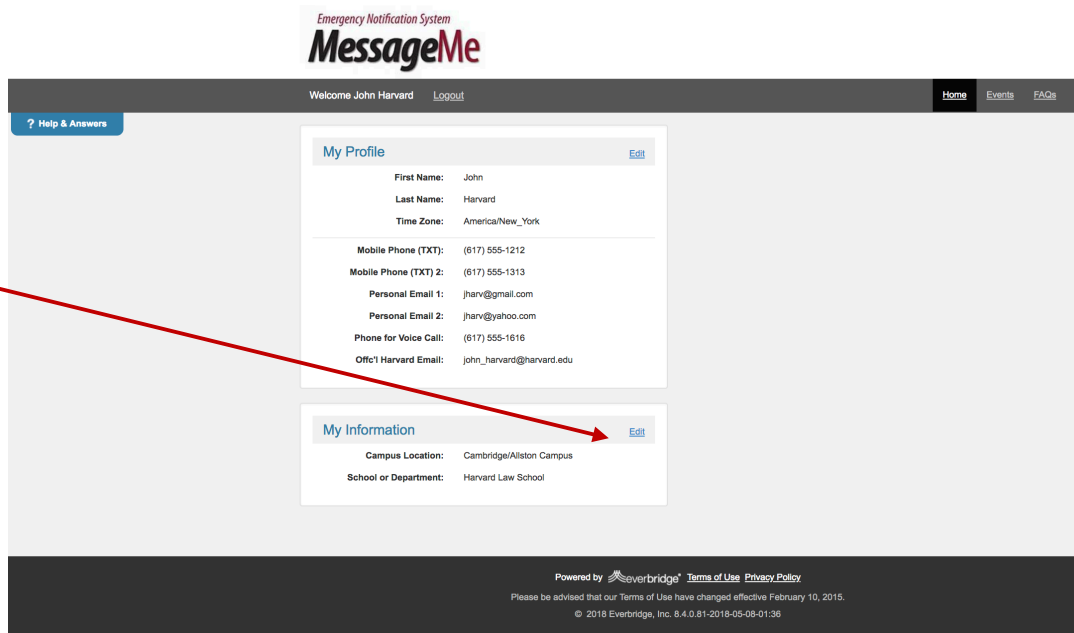 Emergency Notification System
MessageMe
Welcome John Harvard Logout Home Events FAQs
? Help & Answers
My Profile Edit
First Name: John
Last Name: Harvard
Time Zone: America/New_York
Mobile Phone (TXT): (617) 555-1212
Mobile Phone (TXT) 2: (617) 555-1313
Personal Email 1: jharv@gmail.com
Personal Email 2: jharv@yahoo.com
Phone for Voice Call: (617) 555-1616
Offc'l Harvard Email: john_harvard@harvard.edu
My Information Edit
Campus Location: Cambridge/Allston Campus
School or Department: Harvard Law School
Powered by everbridge® Terms of Use Privacy Policy
Please be advised that our Terms of Use have changed effective February 10, 2015.
© 2018 Everbridge, Inc. 8.4.0.81-2018-05-08-01:36